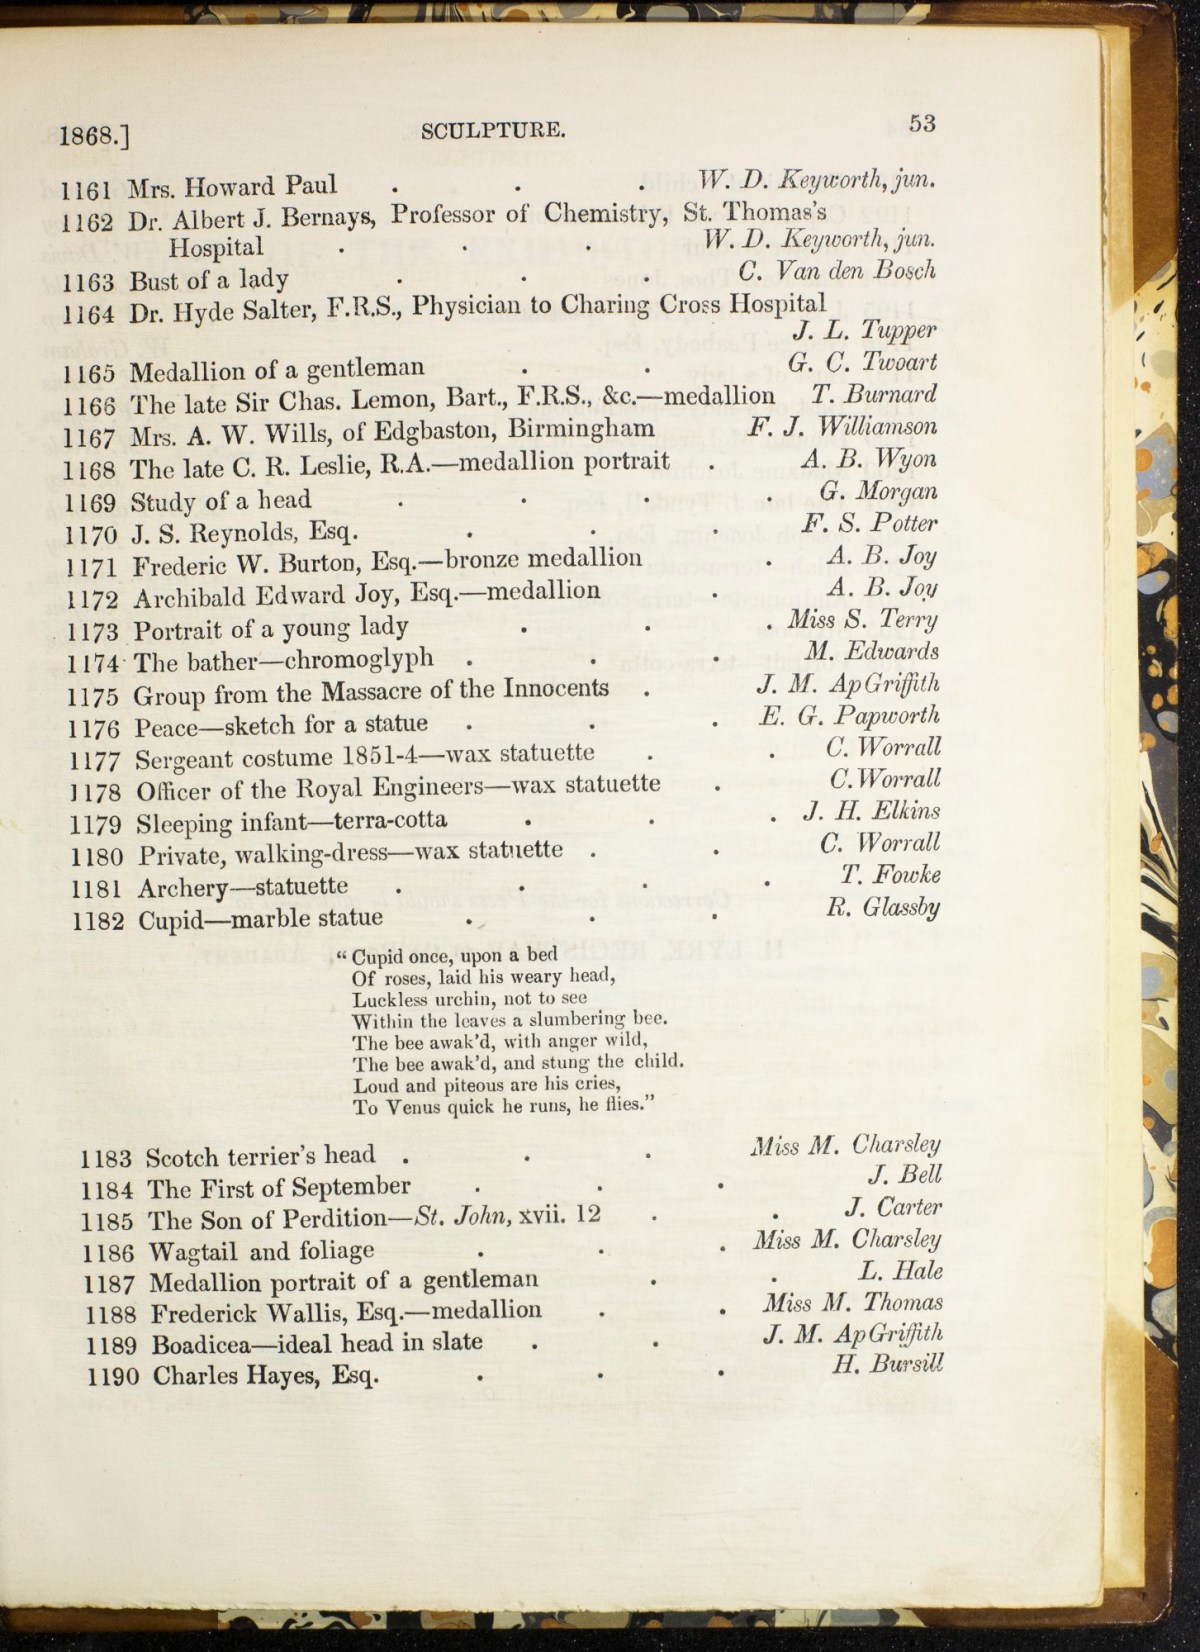 1868.] SCULPTURE. 53
1161 Mrs. Howard Paul . . . W. D. Keyworth, jun.
1162 Dr. Albert J. Bernays, Professor of Chemistry, St. Thomas's
Hospital . . . W. D. Keyworth, jun.
1163 Bust of a lady . . . C. Van den Bosch
1164 Dr. Hyde Salter, F.R.S., Physician to Charing Cross Hospital
J. L. Tupper
1165 Medallion of a gentleman . . G. C. Twoart
1166 The late Sir Chas. Lemon, Bart., F.R.S., &c.—medallion T. Burnard
1167 Mrs. A. W. Wills, of Edgbaston, Birmingham F. J. Williamson
1168 The late C. R. Leslie, R.A.—medallion portrait . A. B. Wyon
1169 Study of a head . . . . G. Morgan
1170 J. S. Reynolds, Esq. . . . F. S. Potter
1171 Frederic W. Burton, Esq.—bronze medallion . A. B. Joy
1172 Archibald Edward Joy, Esq.—medallion . A. B. Joy
1173 Portrait of a young lady . . . Miss S. Terry
1174 The bather—chromoglyph . . . M. Edwards
1175 Group from the Massacre of the Innocents . J. M. ApGriffith
1176 Peace—sketch for a statue . . . E. G. Papworth
1177 Sergeant costume 1851-4—wax statuette . . C. Worrall
1178 Officer of the Royal Engineers—wax statuette . C. Worrall
1179 Sleeping infant—terra-cotta . . . J. H. Elkins
1180 Private, walking-dress—wax statuette . . C. Worrall
1181 Archery—statuette . . . . T. Fowke
1182 Cupid—marble statue . . . R. Glassby
“ Cupid once, upon a bed
Of roses, laid his weary head,
Luckless urchin, not to see
Within the leaves a slumbering bee.
The bee awak'd, with anger wild,
The bee awak'd, and stung the child.
Loud and piteous are his cries,
To Venus quick he runs, he flies.”
1183 Scotch terrier's head . . . Miss M. Charsley
1184 The First of September . . . J. Bell
1185 The Son of Perdition—St. John, xvii. 12 . . J. Carter
1186 Wagtail and foliage . . . Miss M. Charsley
1187 Medallion portrait of a gentleman . . L. Hale
1188 Frederick Wallis, Esq.—medallion . . Miss M. Thomas
1189 Boadicea—ideal head in slate . . J. M. ApGriffith
1190 Charles Hayes, Esq. . . . H. Bursill